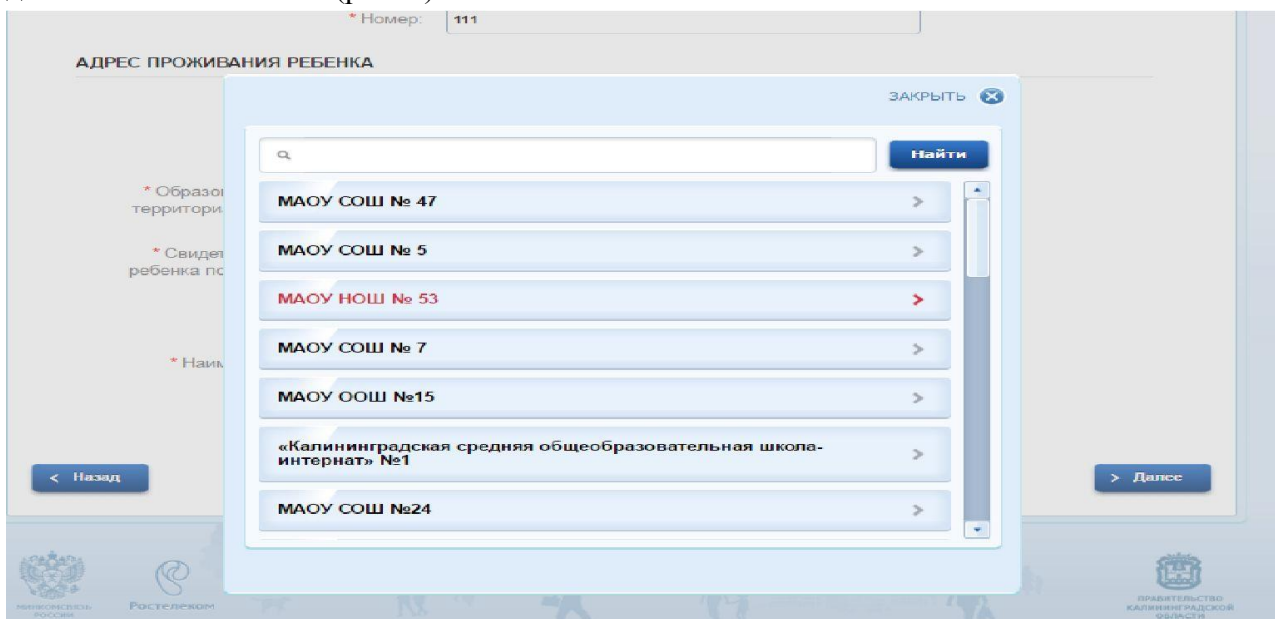 * Номер: 111
АДРЕС ПРОЖИВАНИЯ РЕБЕНКА
ЗАКРЫТЬ
Найти
* Образо
территори
МАОУ СОШ № 47
* Свидет
ребенка по
МАОУ СОШ № 5
МАОУ НОШ № 53
* Наим
МАОУ СОШ № 7
МАОУ ООШ №15
«Калининградская средняя общеобразовательная школа-
интернат» №1
МАОУ СОШ №24
< Назад
> Далее
МИНКОМСВЯЗЬ
РОССИИ
Ростелеком
ПРАВИТЕЛЬСТВО
КАЛИНИНГРАДСКОЙ
ОБЛАСТИ